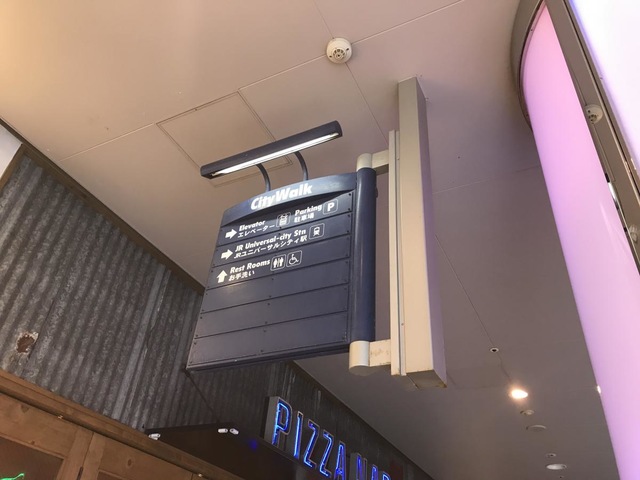 CityWalk
Elevator
エレベーター
Parking P
駐車場
JR Universal-city Stn
JRユニバーサルシティ駅
Rest Rooms
お手洗い
PIZZA